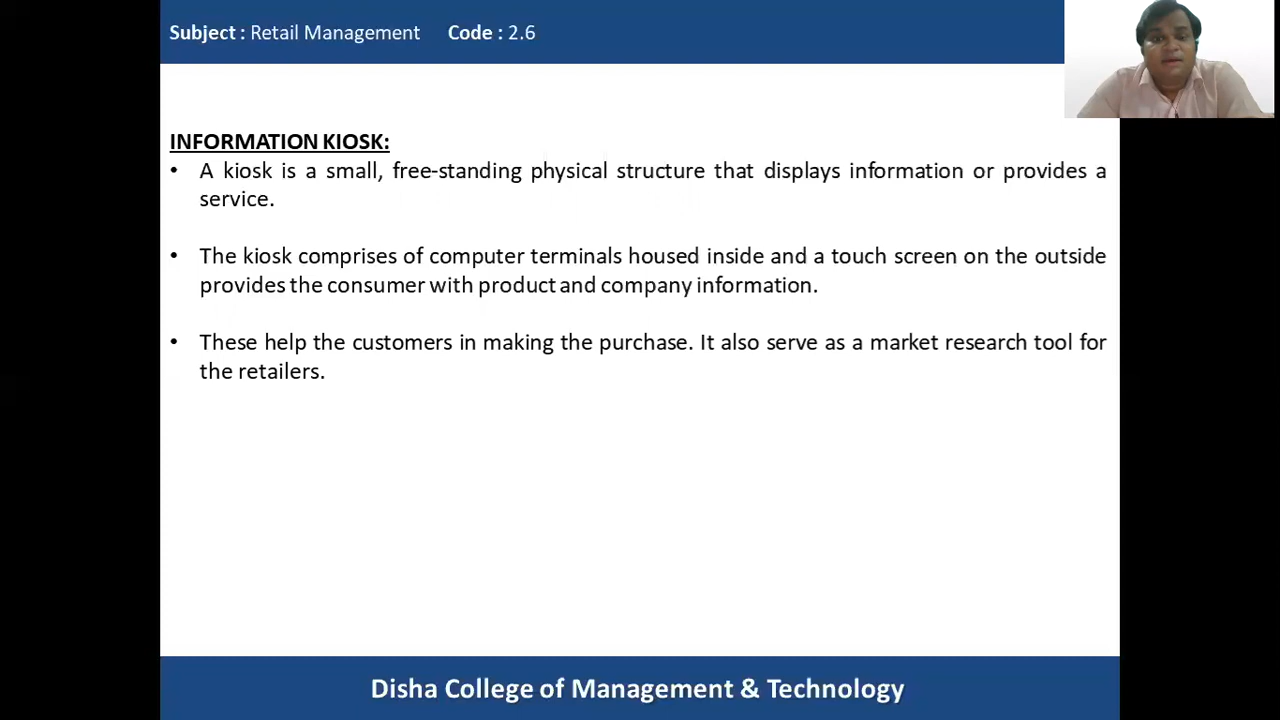 Subject : Retail Management Code : 2.6
INFORMATION KIOSK:
• A kiosk is a small, free-standing physical structure that displays information or provides a
service.
• The kiosk comprises of computer terminals housed inside and a touch screen on the outside
provides the consumer with product and company information.
• These help the customers in making the purchase. It also serve as a market research tool for
the retailers.
Disha College of Management & Technology